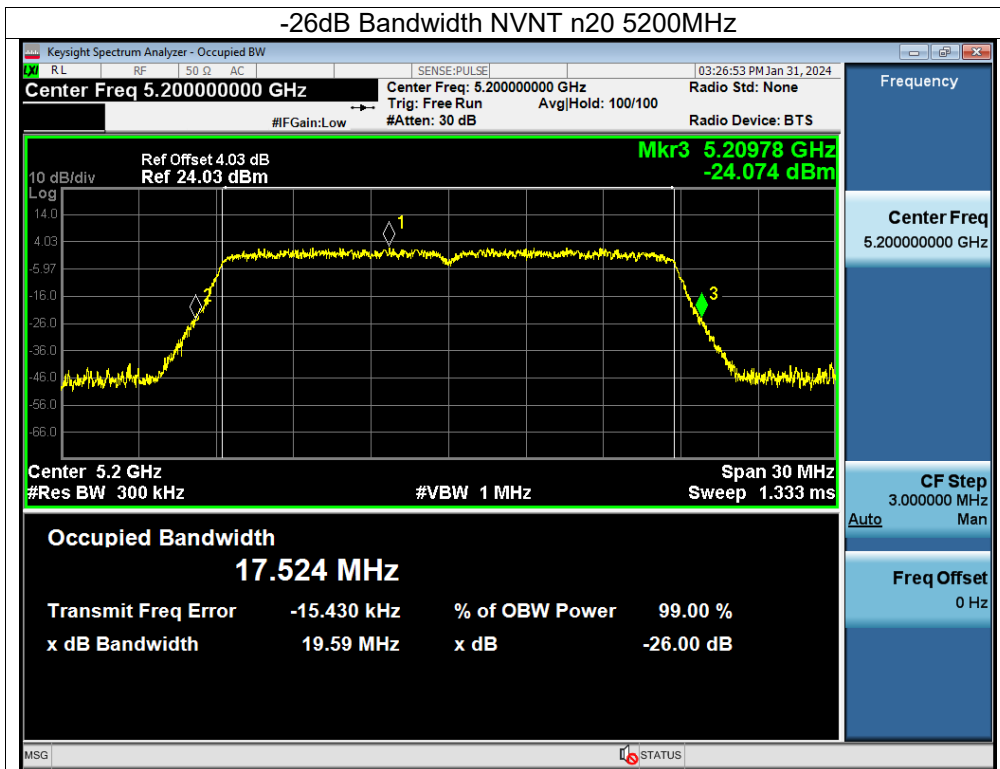 -26dB Bandwidth NVNT n20 5200MHz
Keysight Spectrum Analyzer - Occupied BW
LXI RL RF 50 Ω AC SENSE:PULSE 03:26:53 PM Jan 31, 2024
Center Freq 5.200000000 GHz
Center Freq: 5.200000000 GHz Radio Std: None
Trig: Free Run Avg|Hold: 100/100
#IFGain:Low #Atten: 30 dB Radio Device: BTS
Mkr3 5.20978 GHz
-24.074 dBm
Ref Offset 4.03 dB
10 dB/div Ref 24.03 dBm
Log
14.0
4.03
-5.97
-16.0
-26.0
-36.0
-46.0
-56.0
-66.0
1
2
3
Center 5.2 GHz Span 30 MHz
#Res BW 300 kHz #VBW 1 MHz Sweep 1.333 ms
Occupied Bandwidth
17.524 MHz
Transmit Freq Error -15.430 kHz % of OBW Power 99.00 %
x dB Bandwidth 19.59 MHz x dB -26.00 dB
Frequency
Center Freq
5.200000000 GHz
CF Step
3.000000 MHz
Auto Man
Freq Offset
0 Hz
MSG STATUS